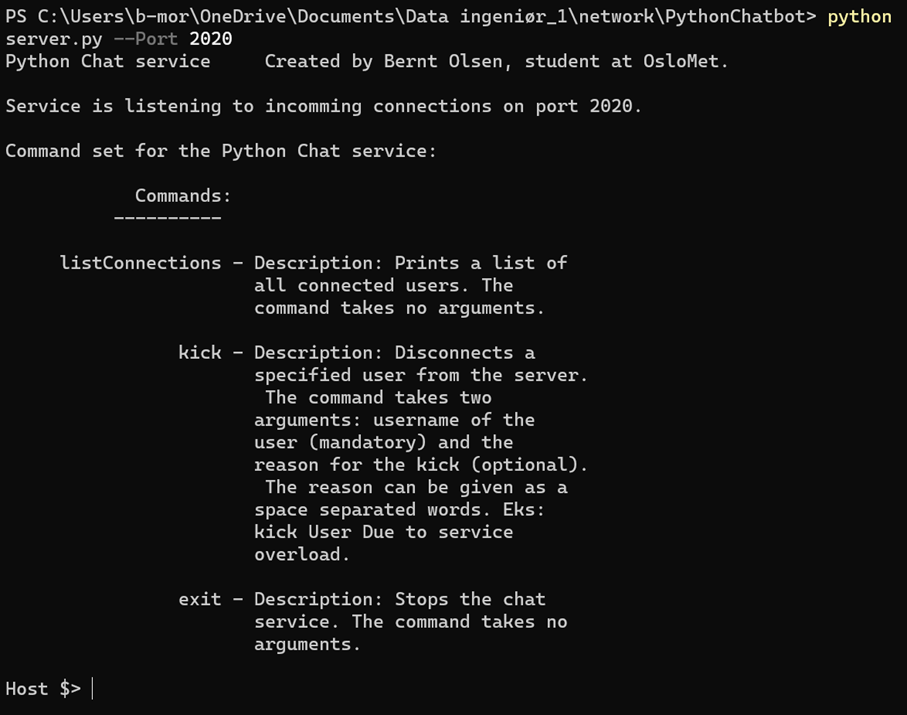 PS C:\Users\b-mor\OneDrive\Documents\Data ingeniør_1\network\PythonChatbot> python
server.py --Port 2020
Python Chat service     Created by Bernt Olsen, student at OsloMet.
Service is listening to incomming connections on port 2020.
Command set for the Python Chat service:
Commands:
----------
listConnections - Description: Prints a list of
all connected users. The
command takes no arguments.
kick - Description: Disconnects a
specified user from the server.
The command takes two
arguments: username of the
user (mandatory) and the
reason for the kick (optional).
The reason can be given as a
space separated words. Eks:
kick User Due to service
overload.
exit - Description: Stops the chat
service. The command takes no
arguments.
Host $>